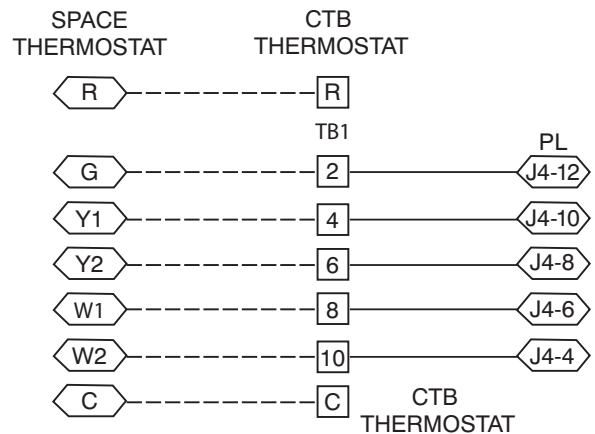 SPACE
THERMOSTAT
CTB
THERMOSTAT
R R
TB1
PL
G 2 J4-12
Y1 4 J4-10
Y2 6 J4-8
W1 8 J4-6
W2 10 J4-4
C C
CTB
THERMOSTAT